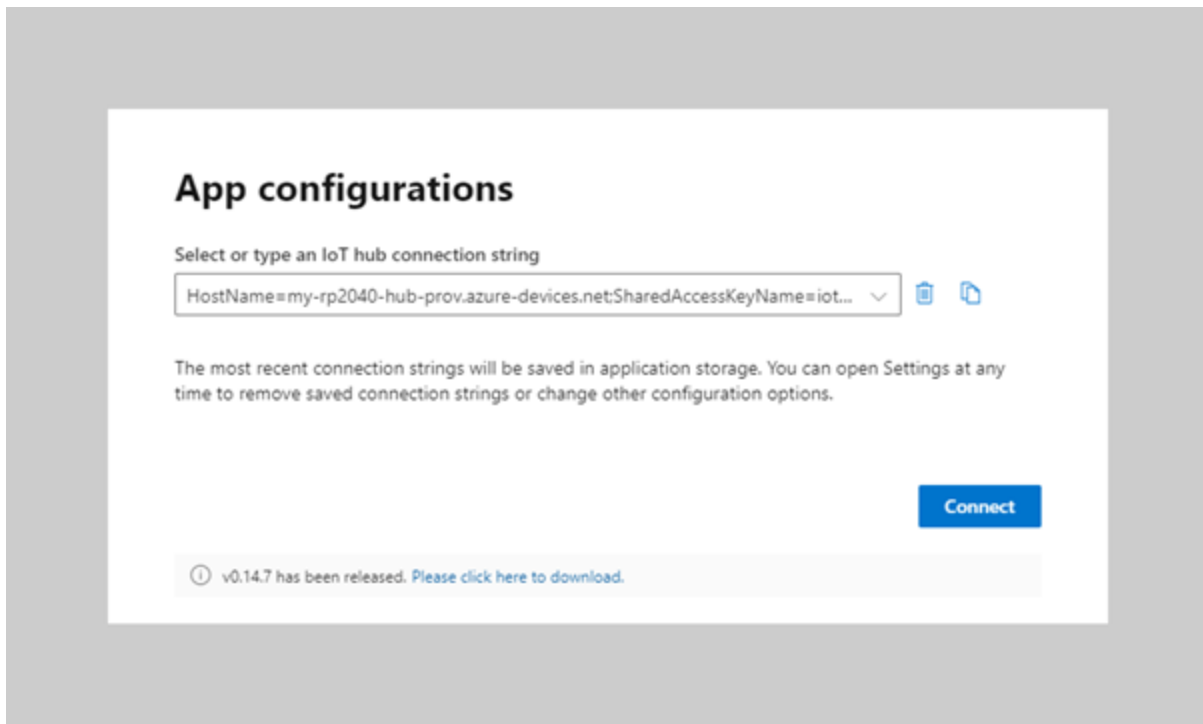 App configurations
Select or type an IoT hub connection string
HostName=my-rp2040-hub-prov.azure-devices.net;SharedAccessKeyName=iot...
The most recent connection strings will be saved in application storage. You can open Settings at any
time to remove saved connection strings or change other configuration options.
Connect
v0.14.7 has been released. Please click here to download.